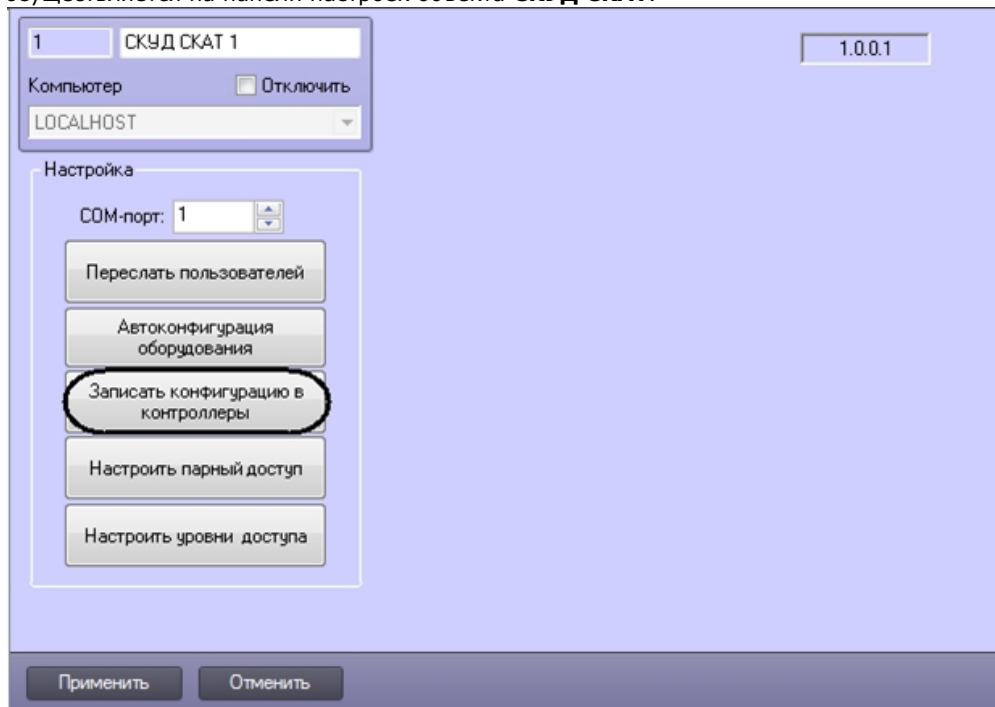 1
СКУД СКАТ 1
1.0.0.1
Компьютер
Отключить
LOCALHOST
Настройка
COM-порт: 1
Переслать пользователей
Автоконфигурация
оборудования
Записать конфигурацию в
контроллеры
Настроить парный доступ
Настроить уровни доступа
Применить
Отменить